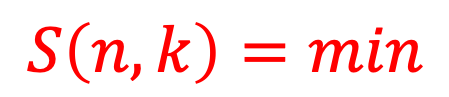 S(n, k) = min